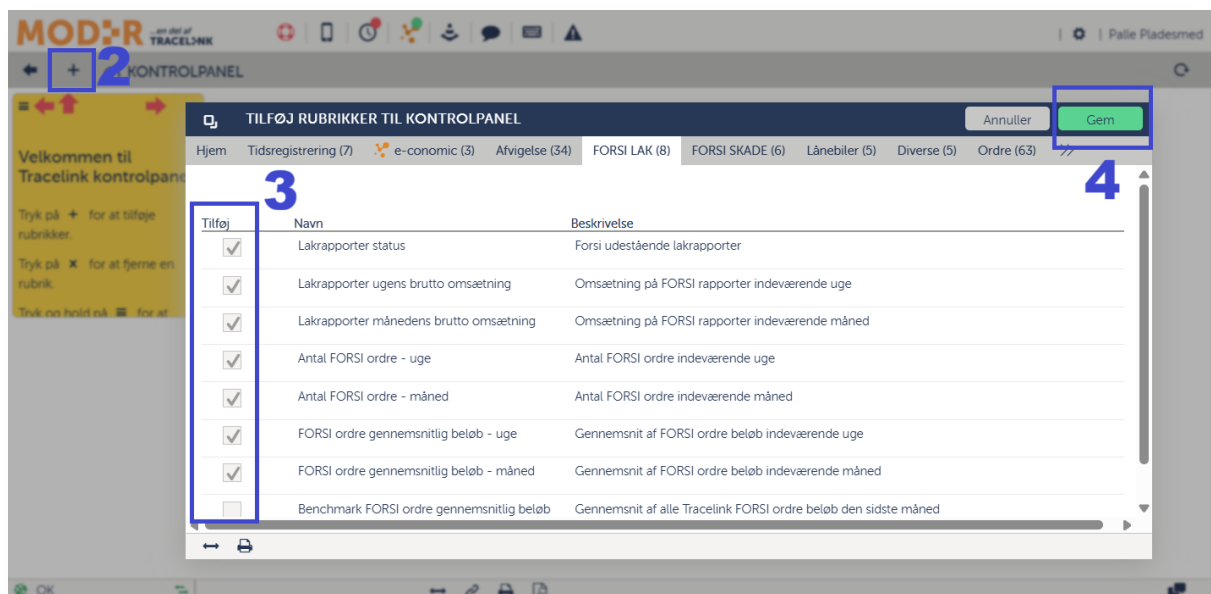 MODER ...en del af TRACELINK
Palle Pladesmed
2
KONTROLPANEL
Velkommen til
Tracelink kontrolpane
Tryk på + for at tilføje
rubrikker.
Tryk på × for at fjerne en
rubrik.
Tryk og hold på ≡ for at
TILFØJ RUBRIKKER TIL KONTROLPANEL
Annuller
Gem
Hjem Tidsregistrering (7) e-conomic (3) Afvigelse (34) FORSI LAK (8) FORSI SKADE (6) Lånebiler (5) Diverse (5) Ordre (63)
3
4
Tilføj Navn Beskrivelse
Lakrapporter status Forsi udestående lakrapporter
Lakrapporter ugens brutto omsætning Omsætning på FORSI rapporter indeværende uge
Lakrapporter månedens brutto omsætning Omsætning på FORSI rapporter indeværende måned
Antal FORSI ordre - uge Antal FORSI ordre indeværende uge
Antal FORSI ordre - måned Antal FORSI ordre indeværende måned
FORSI ordre gennemsnitlig beløb - uge Gennemsnit af FORSI ordre beløb indeværende uge
FORSI ordre gennemsnitlig beløb - måned Gennemsnit af FORSI ordre beløb indeværende måned
Benchmark FORSI ordre gennemsnitlig beløb Gennemsnit af alle Tracelink FORSI ordre beløb den sidste måned
OK